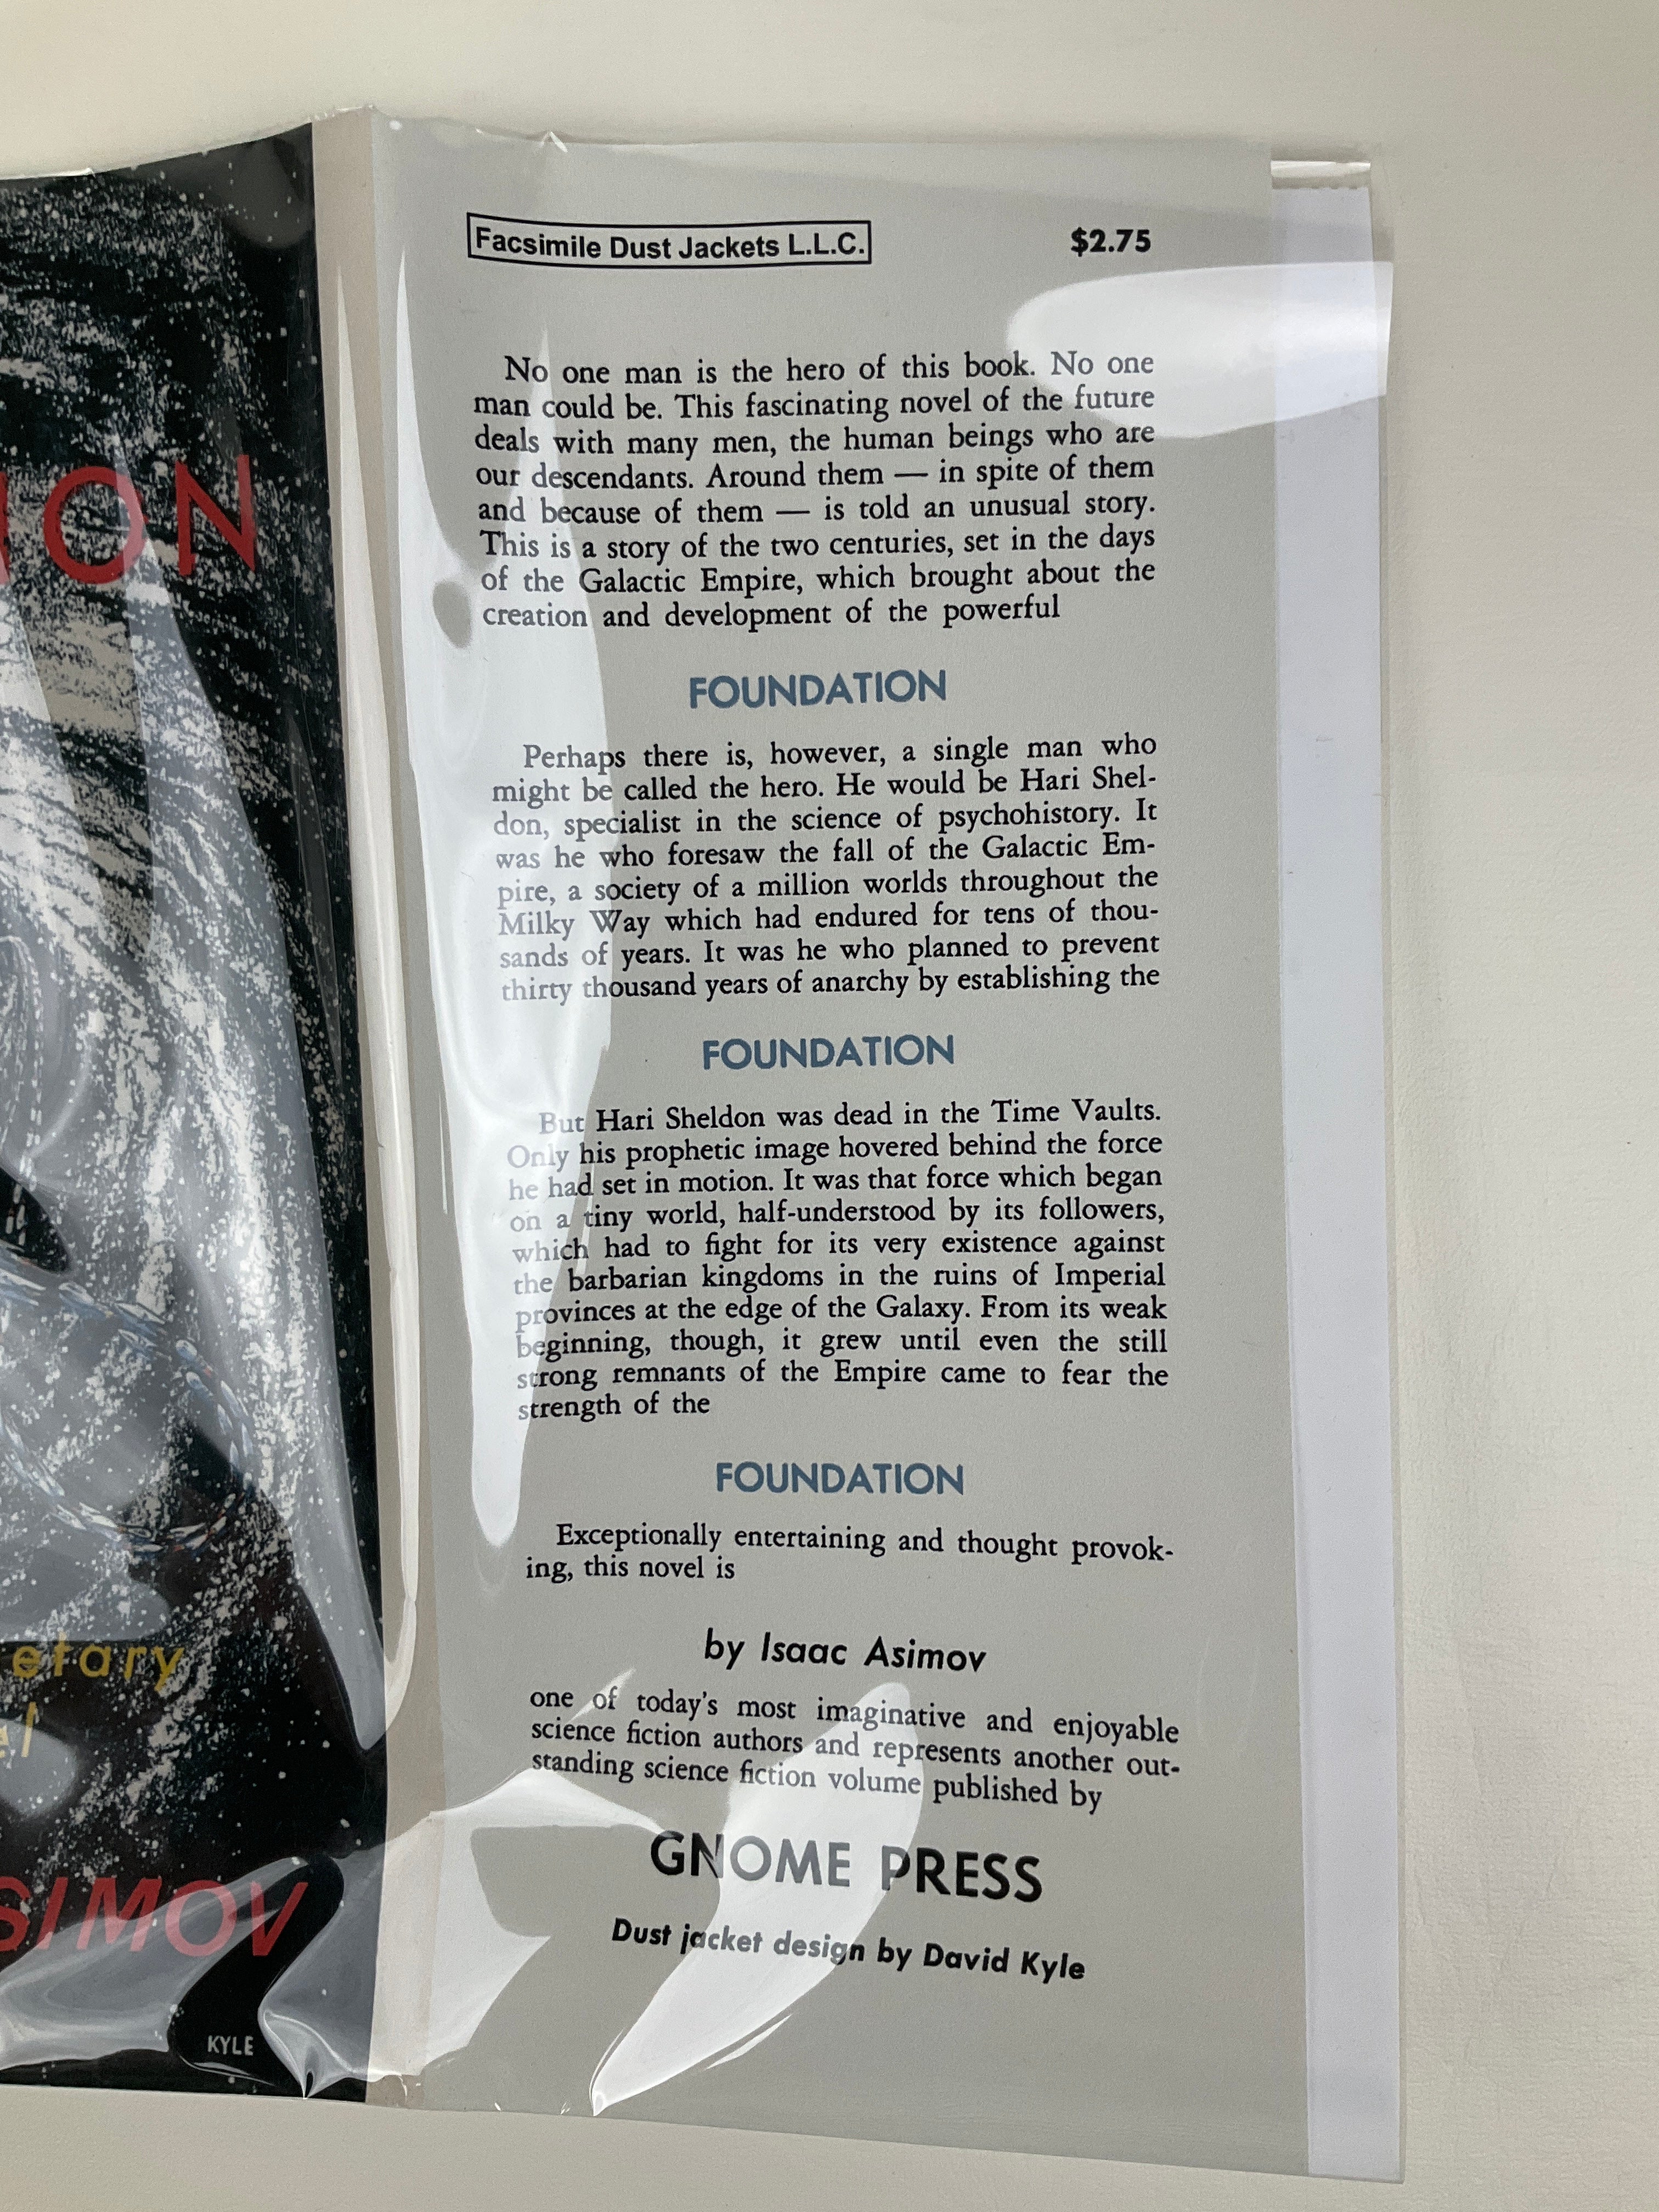 ION
etary
el
SIMOV
KYLE
Facsimile Dust Jackets L.L.C.
$2.75
No one man is the hero of this book. No one
man could be. This fascinating novel of the future
deals with many men, the human beings who are
our descendants. Around them — in spite of them
and because of them — is told an unusual story.
This is a story of the two centuries, set in the days
of the Galactic Empire, which brought about the
creation and development of the powerful
FOUNDATION
Perhaps there is, however, a single man who
might be called the hero. He would be Hari Shel-
don, specialist in the science of psychohistory. It
was he who foresaw the fall of the Galactic Em-
pire, a society of a million worlds throughout the
Milky Way which had endured for tens of thou-
sands of years. It was he who planned to prevent
thirty thousand years of anarchy by establishing the
FOUNDATION
But Hari Sheldon was dead in the Time Vaults.
Only his prophetic image hovered behind the force
he had set in motion. It was that force which began
on a tiny world, half-understood by its followers,
which had to fight for its very existence against
the barbarian kingdoms in the ruins of Imperial
provinces at the edge of the Galaxy. From its weak
beginning, though, it grew until even the still
strong remnants of the Empire came to fear the
strength of the
FOUNDATION
Exceptionally entertaining and thought provok-
ing, this novel is
by Isaac Asimov
one of today's most imaginative and enjoyable
science fiction authors and represents another out-
standing science fiction volume published by
GNOME PRESS
Dust jacket design by David Kyle